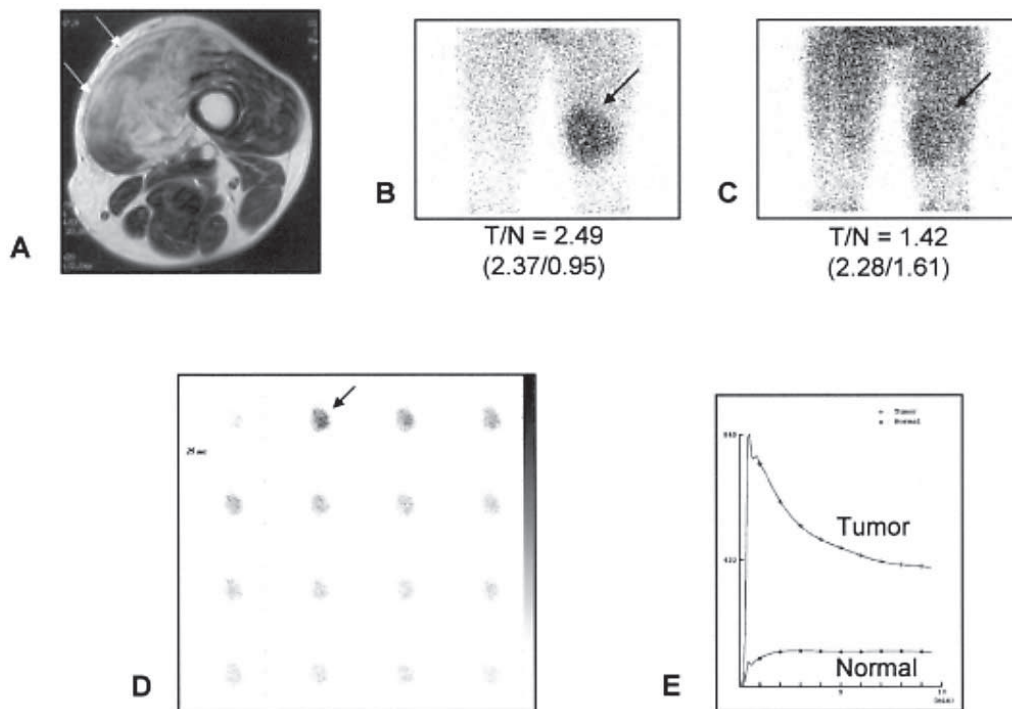 A
B
T/N = 2.49
(2.37/0.95)
C
T/N = 1.42
(2.28/1.61)
D
E
Tumor
Normal
Tumor
Normal